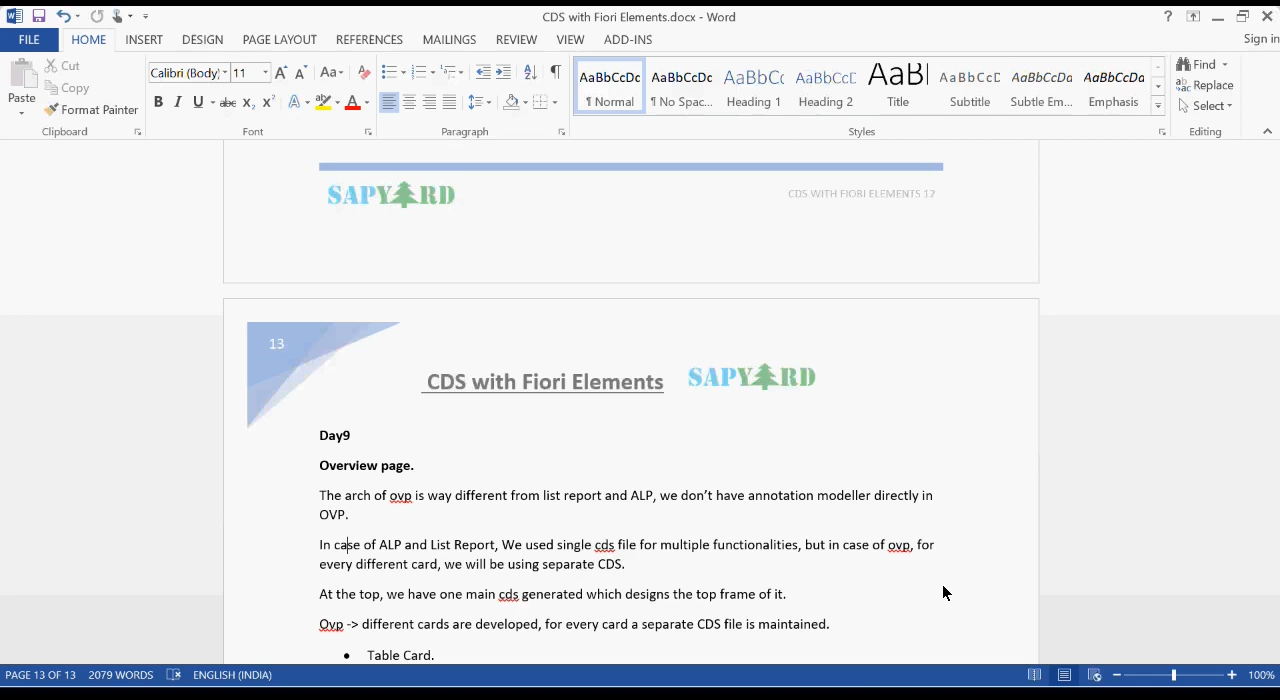 CDS with Fiori Elements.docx - Word
?
FILE HOME INSERT DESIGN PAGE LAYOUT REFERENCES MAILINGS REVIEW VIEW ADD-INS Sign in
Paste
Cut
Copy
Format Painter
Clipboard
Calibri (Body) 11
Font
Paragraph
AaBbCcDc AaBbCcDc AaBbCc AaBbCcD AaBl AaBbCcD AaBbCcDa AaBbCcDa
¶ Normal ¶ No Spac... Heading 1 Heading 2 Title Subtitle Subtle Em... Emphasis
Styles
Find
Replace
Select
Editing
SAPYARD CDS WITH FIORI ELEMENTS 12
13
CDS with Fiori Elements SAPYARD
Day9
Overview page.
The arch of ovp is way different from list report and ALP, we don’t have annotation modeller directly in
OVP.
In case of ALP and List Report, We used single cds file for multiple functionalities, but in case of ovp, for
every different card, we will be using separate CDS.
At the top, we have one main cds generated which designs the top frame of it.
Ovp -> different cards are developed, for every card a separate CDS file is maintained.
• Table Card.
PAGE 13 OF 13 2079 WORDS ENGLISH (INDIA) 100%